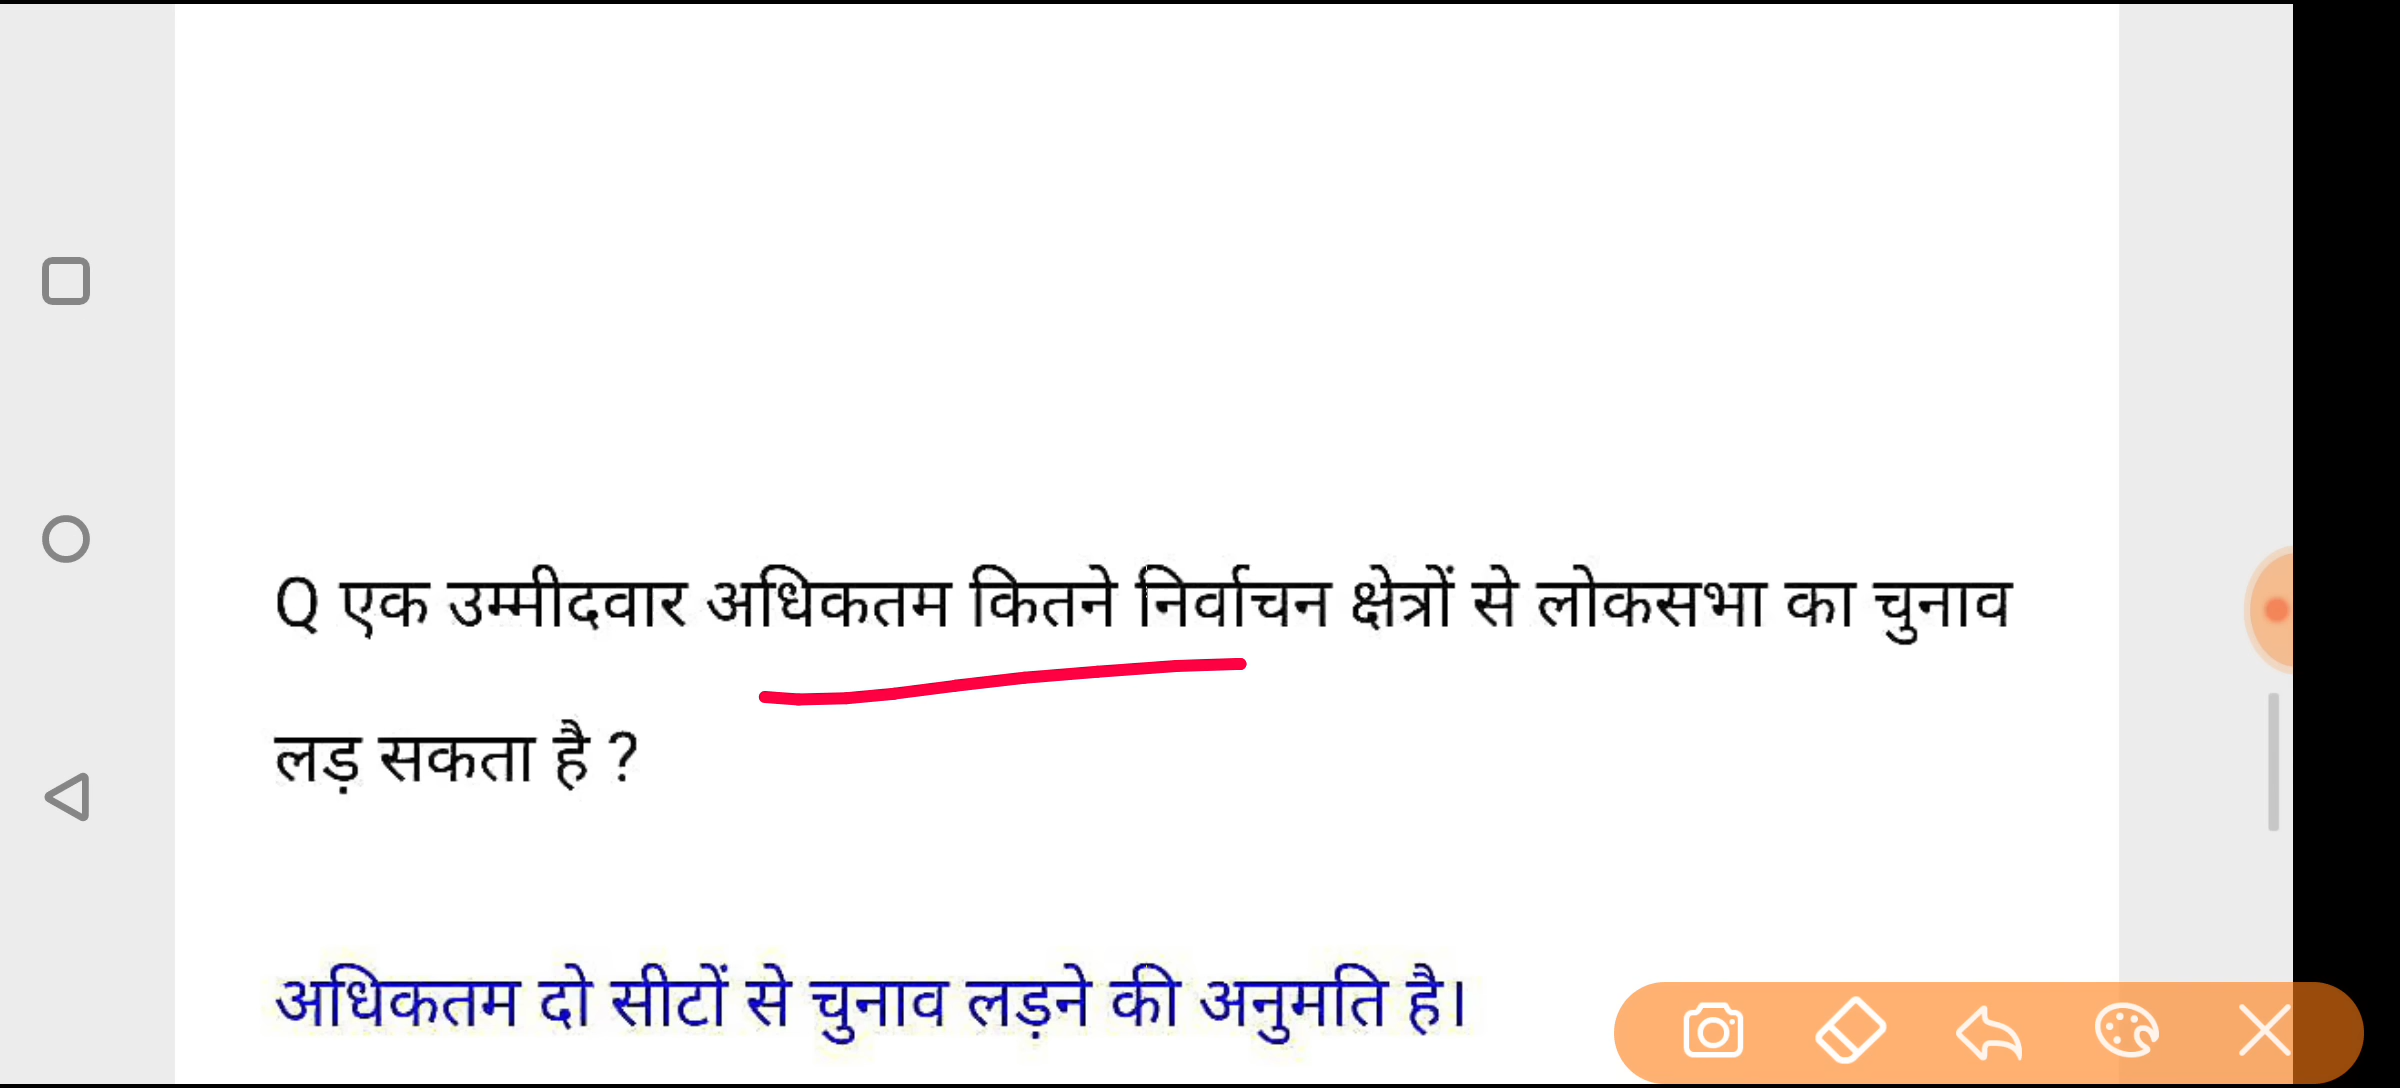 Q एक उम्मीदवार अधिकतम कितने निर्वाचन क्षेत्रों से लोकसभा का चुनाव
लड़ सकता है ?
अधिकतम दो सीटों से चुनाव लड़ने की अनुमति है।